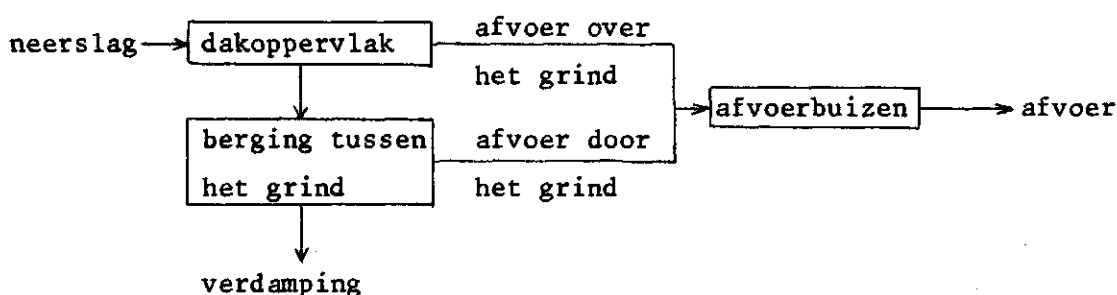 neerslag
dakoppervlak
afvoer over
het grind
afvoerbuizen
afvoer
berging tussen
het grind
afvoer door
het grind
verdamping